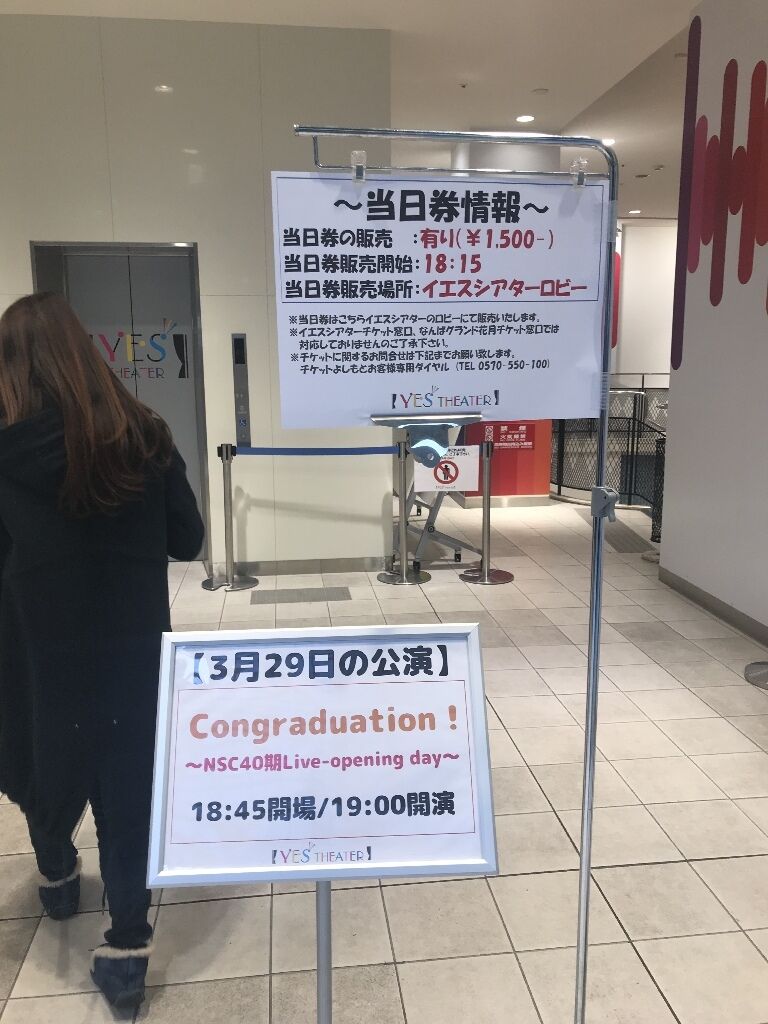 ～当日券情報～
当日券の販売　:有り(￥1.500-)
当日券販売開始:18:15
当日券販売場所:イエスシアターロビー
※当日券はこちらイエスシアターのロビーにて販売いたします。
※イエスシアターチケット窓口、なんばグランド花月チケット窓口では
対応しておりませんのご了承下さい。
※チケットに関するお問合せは下記までお願い致します。
チケットよしもとお客様専用ダイヤル (TEL 0570-550-100)
YES THEATER
YES
THEATER
【3月29日の公演】
Congraduation！
～NSC40期Live-opening day～
18:45開場/19:00開演
YES THEATER